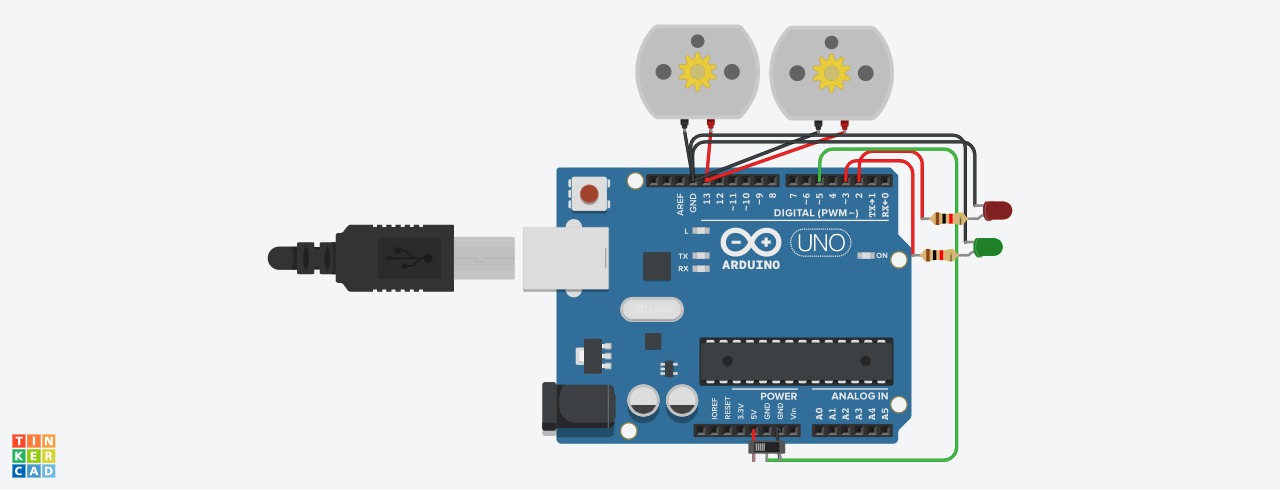 AREF
GND
13
12
~11
~10
~9
8
7
~6
~5
4
~3
2
TX→1
RX←0
DIGITAL (PWM~)
L
TX
RX
ARDUINO
UNO
ON
POWER
ANALOG IN
IOREF
RESET
3.3V
5V
GND
GND
Vin
A0
A1
A2
A3
A4
A5
TIN
KER
CAD